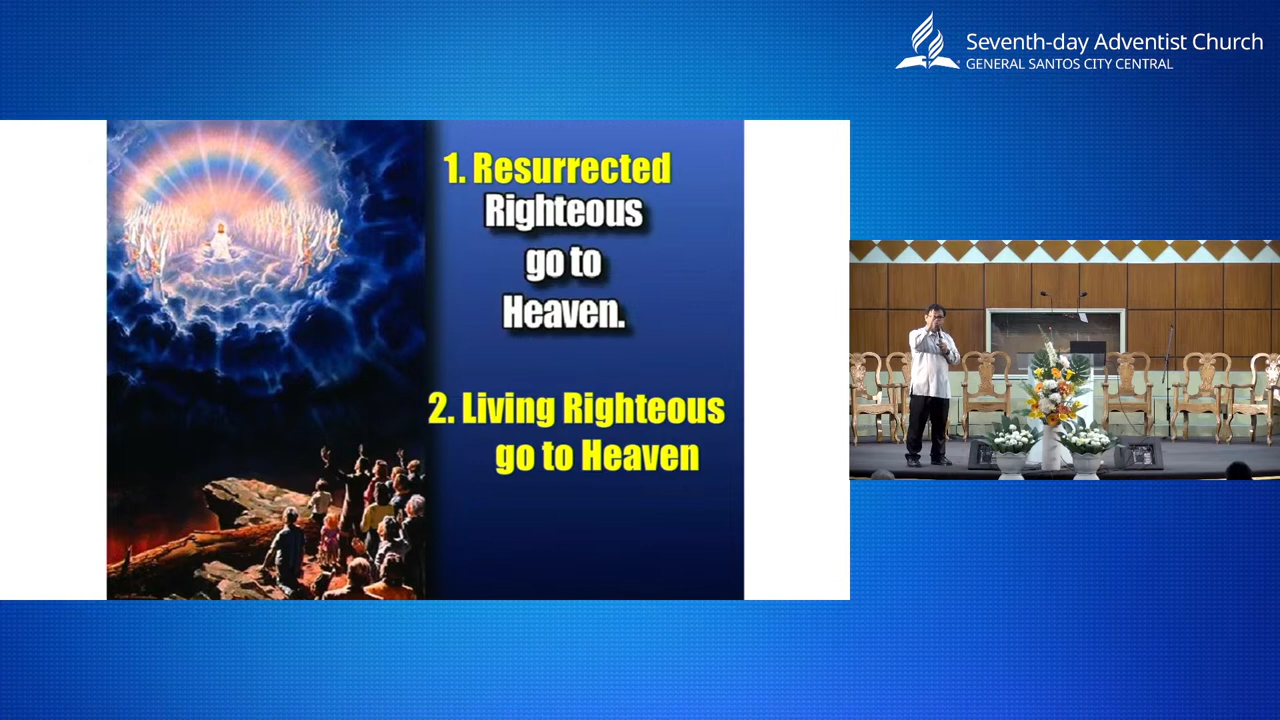 Seventh-day Adventist Church
GENERAL SANTOS CITY CENTRAL
1. Resurrected
Righteous
go to
Heaven.
2. Living Righteous
go to Heaven